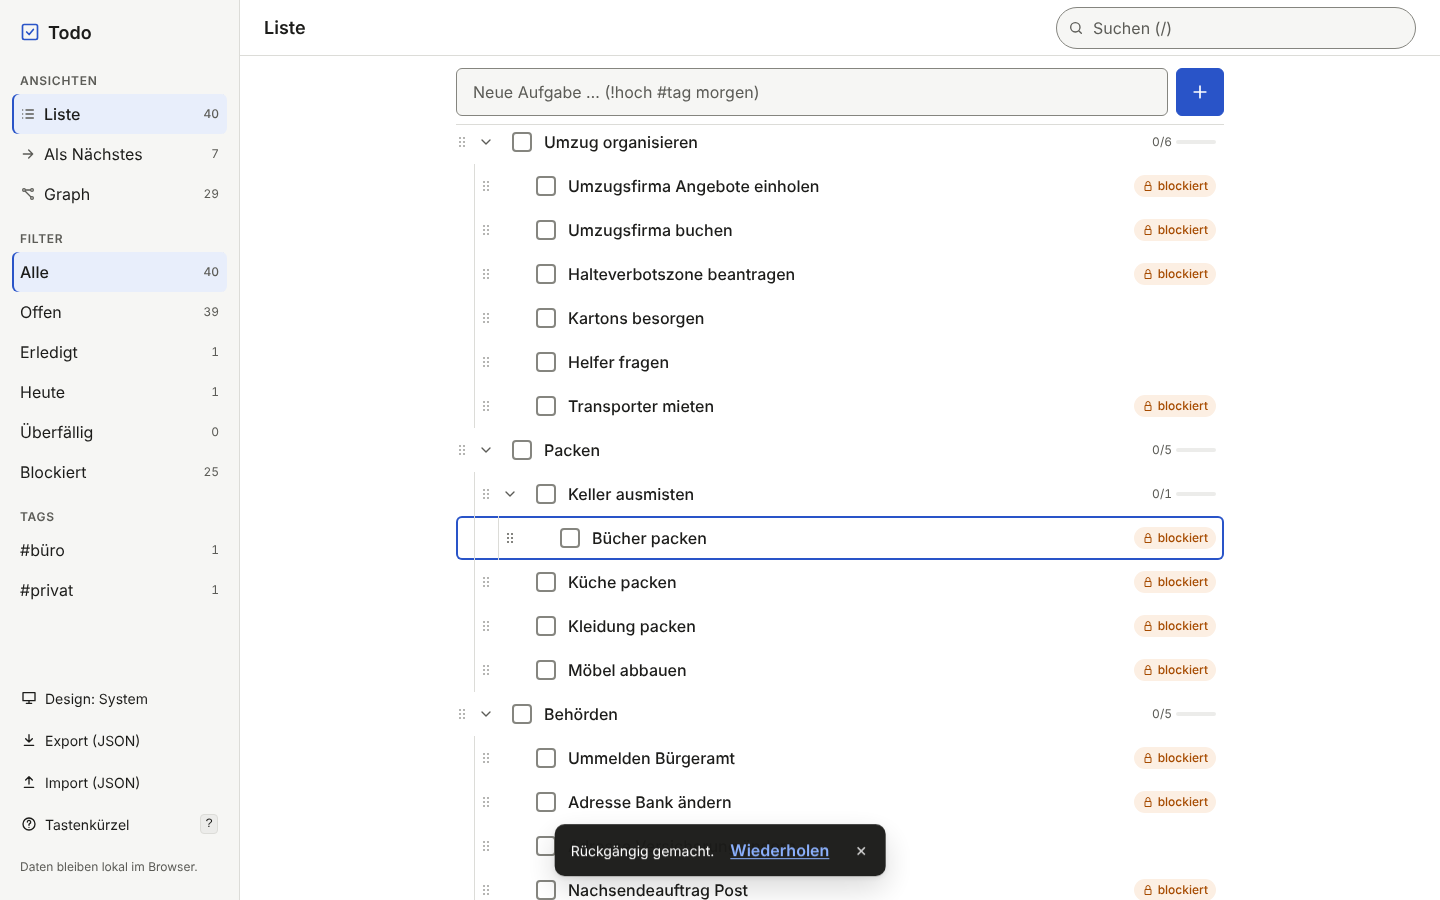 Todo
ANSICHTEN
Liste 40
Als Nächstes 7
Graph 29
FILTER
Alle 40
Offen 39
Erledigt 1
Heute 1
Überfällig 0
Blockiert 25
TAGS
#büro 1
#privat 1
Design: System
Export (JSON)
Import (JSON)
Tastenkürzel ?
Daten bleiben lokal im Browser.
Liste
Suchen (/)
Neue Aufgabe ... (!hoch #tag morgen)
Umzug organisieren 0/6
Umzugsfirma Angebote einholen blockiert
Umzugsfirma buchen blockiert
Halteverbotszone beantragen blockiert
Kartons besorgen
Helfer fragen
Transporter mieten blockiert
Packen 0/5
Keller ausmisten 0/1
Bücher packen blockiert
Küche packen blockiert
Kleidung packen blockiert
Möbel abbauen blockiert
Behörden 0/5
Ummelden Bürgeramt blockiert
Adresse Bank ändern blockiert
blockiert
Rückgängig gemacht. Wiederholen
Nachsendeauftrag Post blockiert